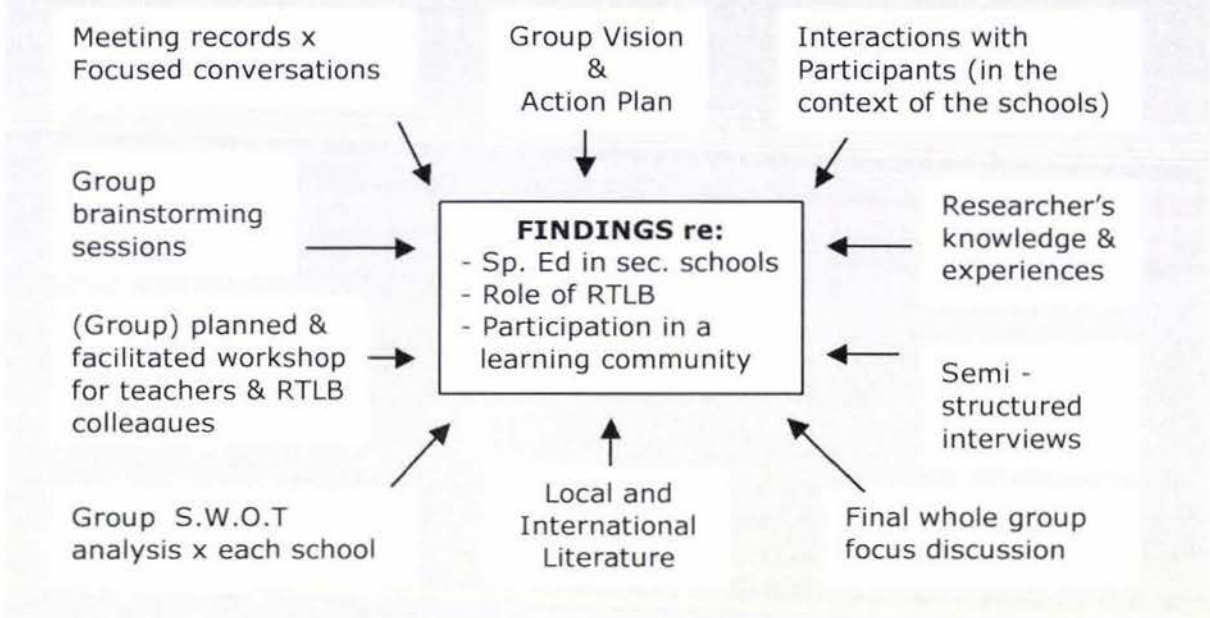 Meeting records x
Focused conversations
Group Vision
&
Action Plan
Interactions with
Participants (in the
context of the schools)
Group
brainstorming
sessions
FINDINGS re:
- Sp. Ed in sec. schools
- Role of RTLB
- Participation in a
learning community
Researcher's
knowledge &
experiences
(Group) planned &
facilitated workshop
for teachers & RTLB
colleagues
Semi -
structured
interviews
Group S.W.O.T
analysis x each school
Local and
International
Literature
Final whole group
focus discussion